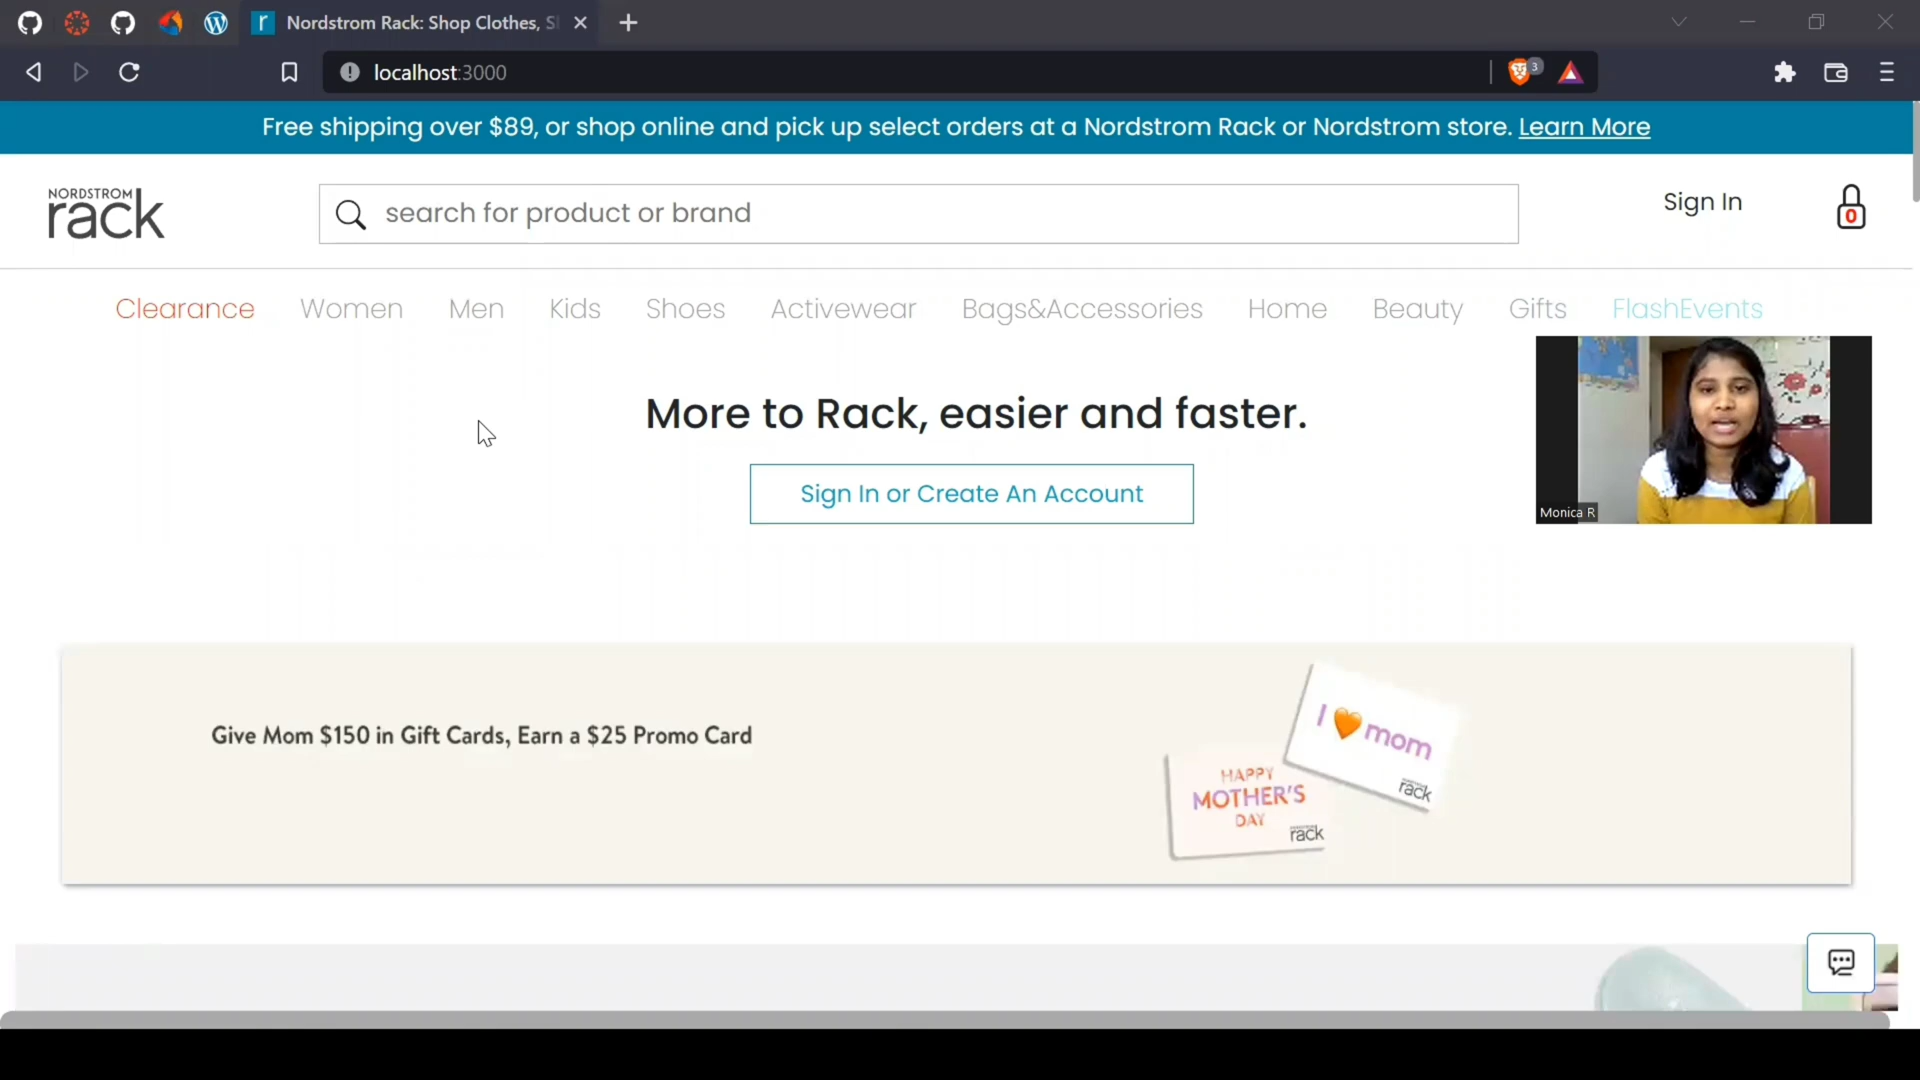 Nordstrom Rack: Shop Clothes, S
localhost:3000
3
Free shipping over $89, or shop online and pick up select orders at a Nordstrom Rack or Nordstrom store. Learn More
NORDSTROM
rack
search for product or brand
Sign In
0
Clearance Women Men Kids Shoes Activewear Bags&Accessories Home Beauty Gifts FlashEvents
More to Rack, easier and faster.
Sign In or Create An Account
Monica R
Give Mom $150 in Gift Cards, Earn a $25 Promo Card
I 🧡 mom
rack
HAPPY
MOTHER'S
DAY
rack